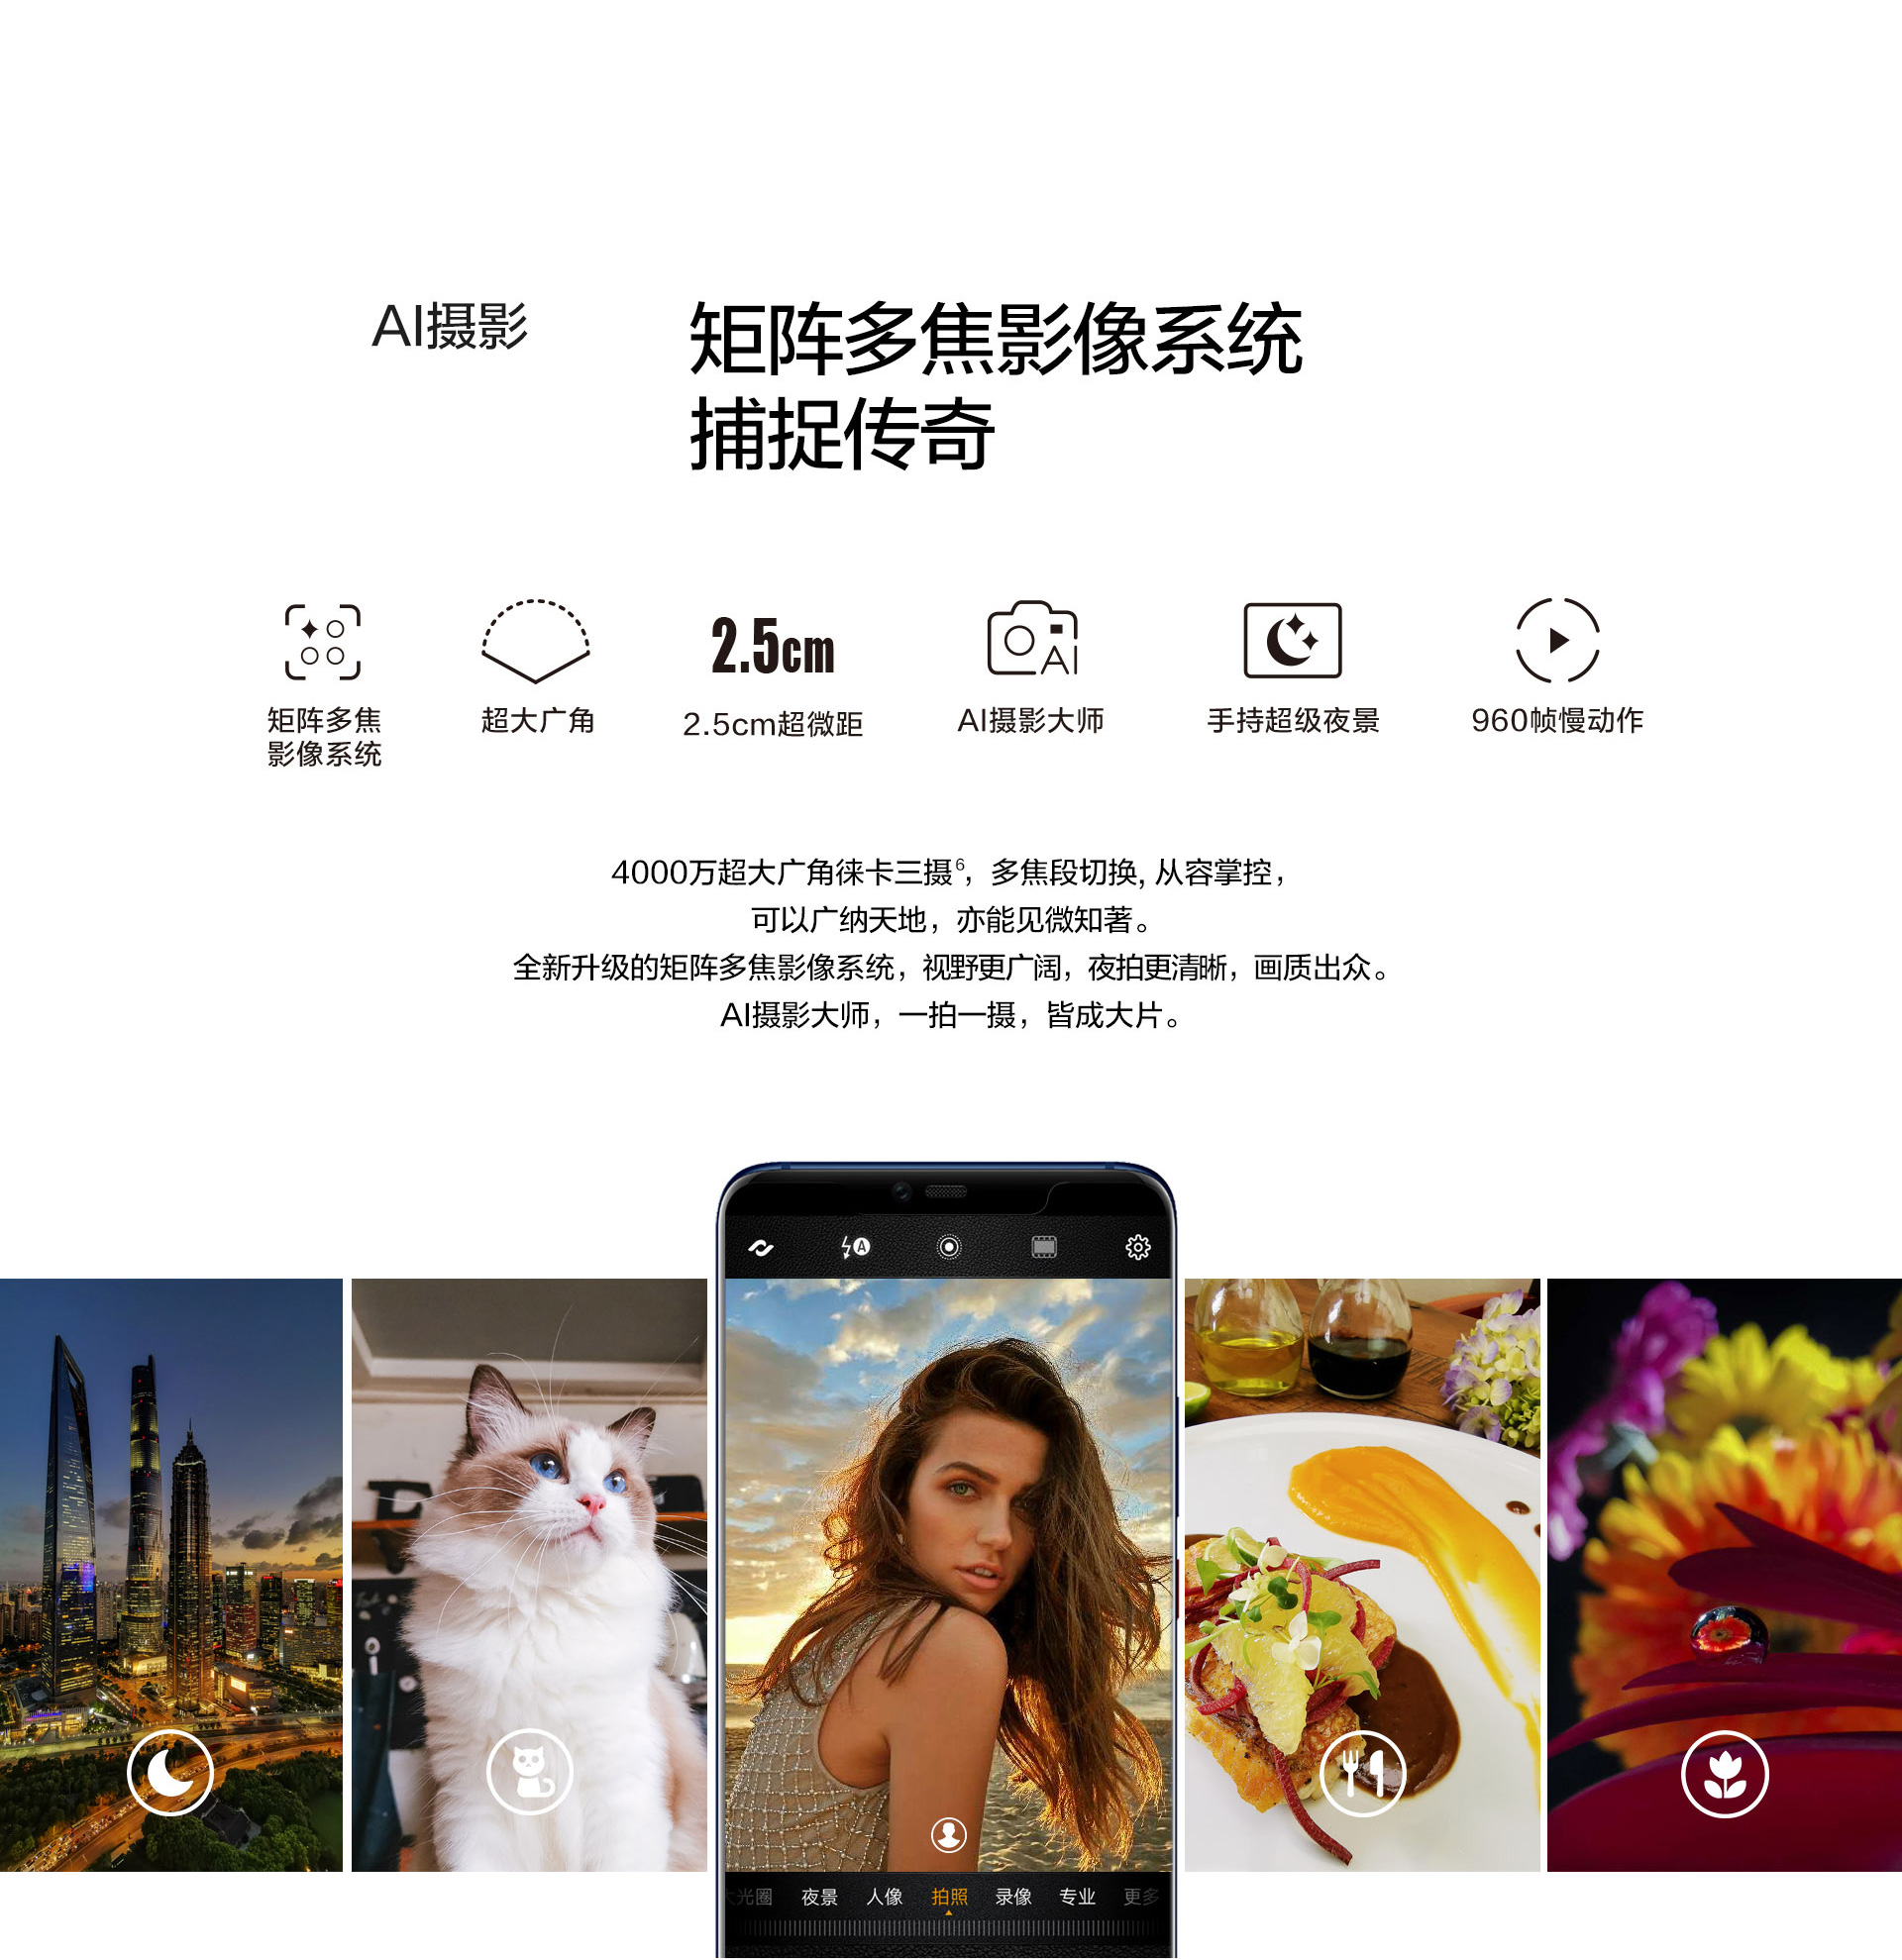 AI摄影
矩阵多焦影像系统
捕捉传奇
矩阵多焦
影像系统
超大广角
2.5cm
2.5cm超微距
AI
AI摄影大师
手持超级夜景
960帧慢动作
4000万超大广角徕卡三摄6，多焦段切换, 从容掌控，
可以广纳天地，亦能见微知著。
全新升级的矩阵多焦影像系统，视野更广阔，夜拍更清晰，画质出众。
AI摄影大师，一拍一摄，皆成大片。
A
大光圈 夜景 人像 拍照 录像 专业 更多